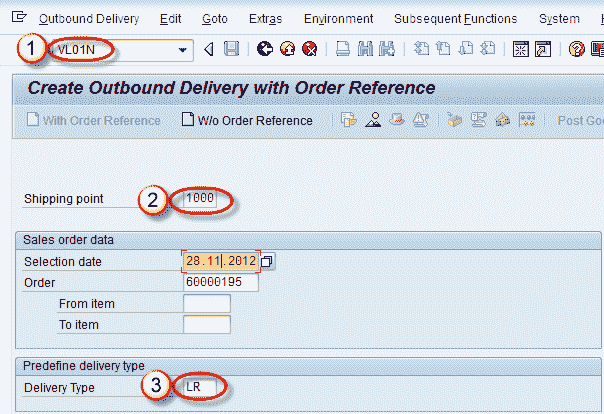 Outbound Delivery Edit Goto Extras Environment Subsequent Functions System
1 VL01N
Create Outbound Delivery with Order Reference
With Order Reference W/o Order Reference Post Goo
Shipping point 2 1000
Sales order data
Selection date 28.11.2012
Order 60000195
From item
To item
Predefine delivery type
Delivery Type 3 LR